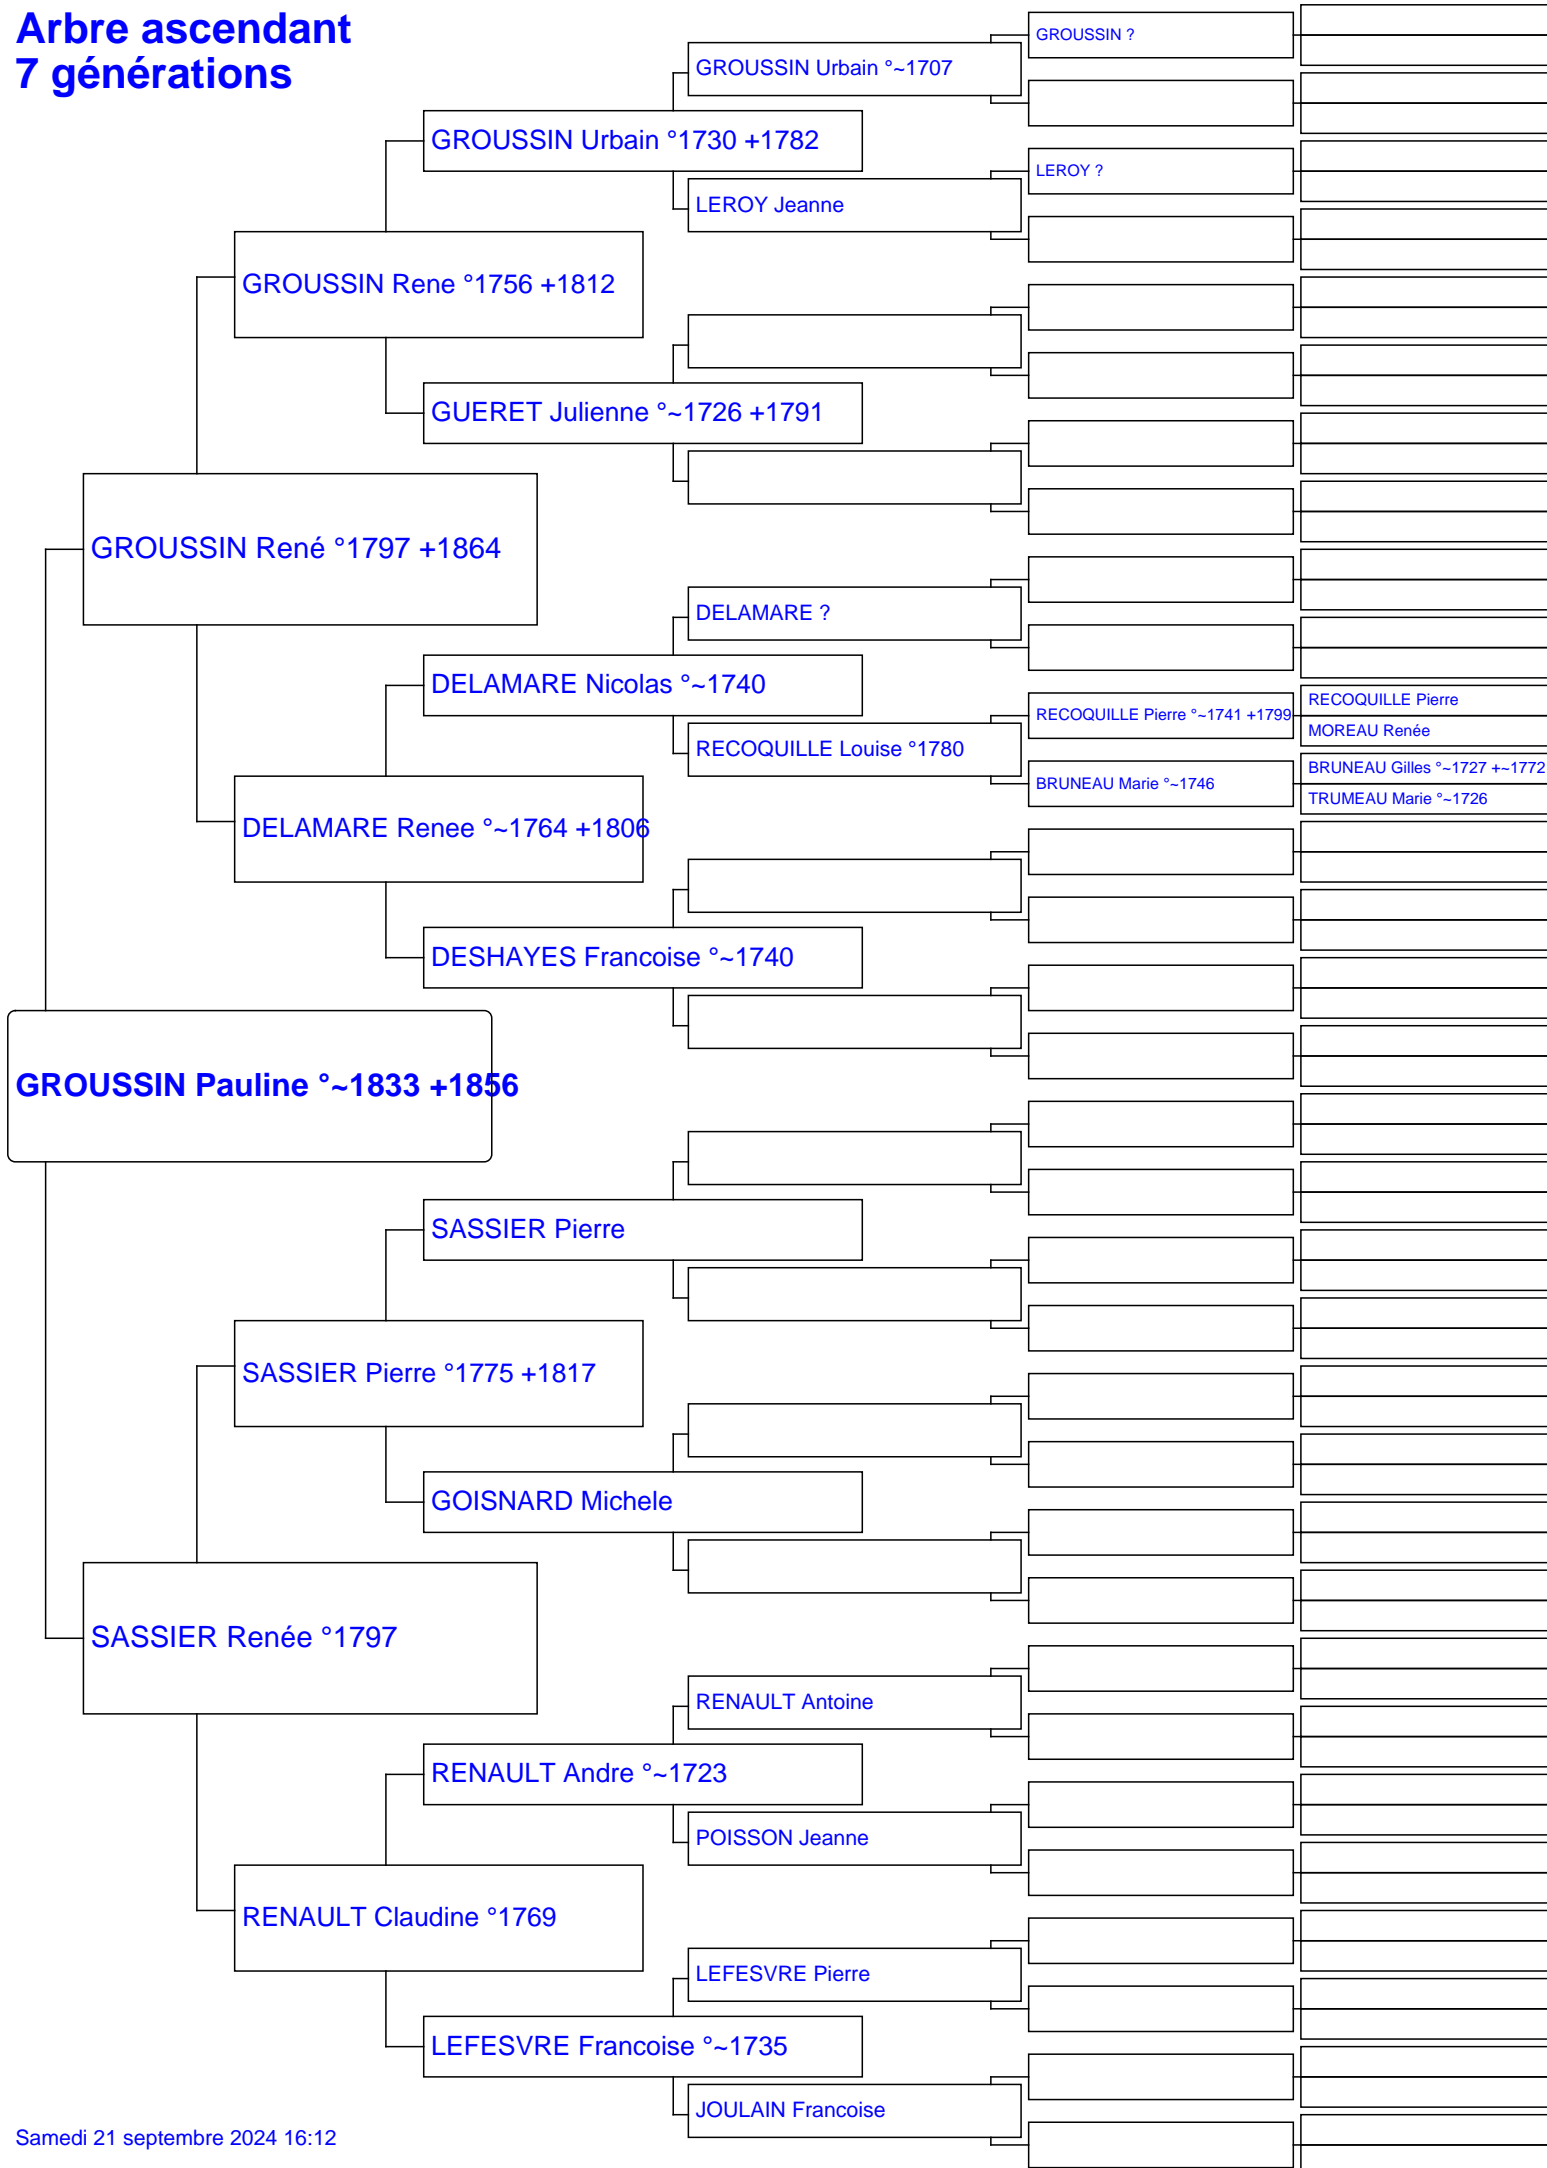 Arbre ascendant
7 générations
GROUSSIN ?
GROUSSIN Urbain °~1707
GROUSSIN Urbain °1730 +1782
LEROY ?
LEROY Jeanne
GROUSSIN Rene °1756 +1812
GUERET Julienne °~1726 +1791
GROUSSIN René °1797 +1864
DELAMARE ?
DELAMARE Nicolas °~1740
RECOQUILLE Pierre
RECOQUILLE Pierre °~1741 +1799
MOREAU Renée
RECOQUILLE Louise °1780
BRUNEAU Gilles °~1727 +~1772
BRUNEAU Marie °~1746
TRUMEAU Marie °~1726
DELAMARE Renee °~1764 +1806
DESHAYES Francoise °~1740
GROUSSIN Pauline °~1833 +1856
SASSIER Pierre
SASSIER Pierre °1775 +1817
GOISNARD Michele
SASSIER Renée °1797
RENAULT Antoine
RENAULT Andre °~1723
POISSON Jeanne
RENAULT Claudine °1769
LEFESVRE Pierre
LEFESVRE Francoise °~1735
JOULAIN Francoise
Samedi 21 septembre 2024 16:12